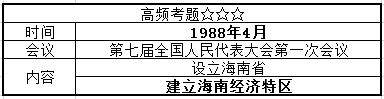 高频考题☆☆☆
时间 1988年4月
会议 第七届全国人民代表大会第一次会议
内容 设立海南省
建立海南经济特区